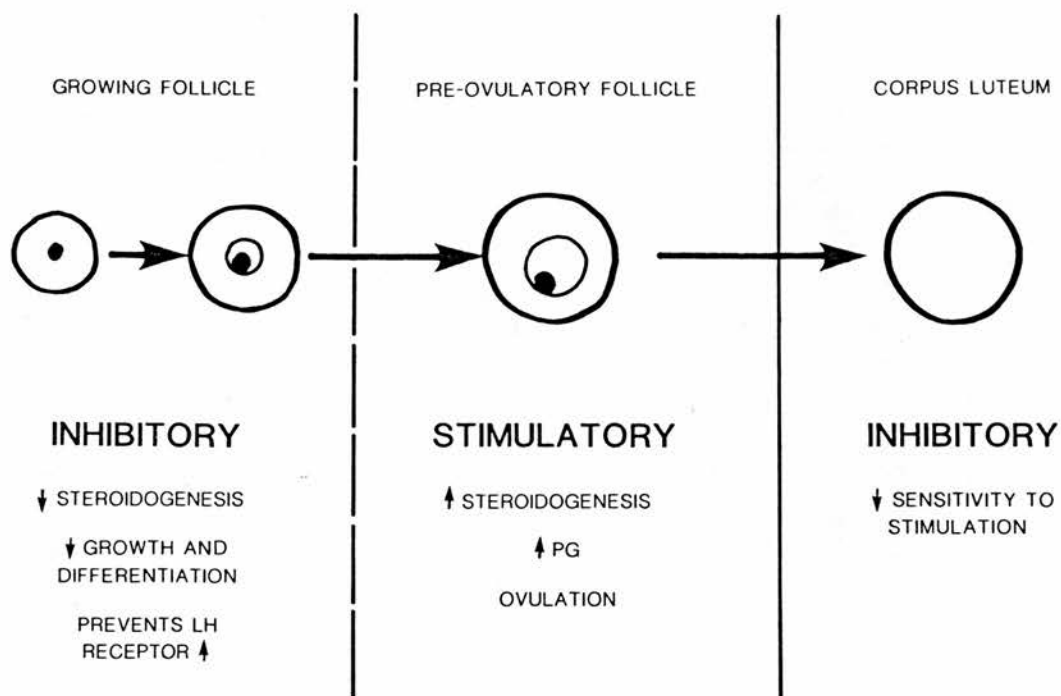 GROWING FOLLICLE
PRE-OVULATORY FOLLICLE
CORPUS LUTEUM
INHIBITORY
↓ STEROIDOGENESIS
↓ GROWTH AND
DIFFERENTIATION
PREVENTS LH
RECEPTOR ↑
STIMULATORY
↑ STEROIDOGENESIS
↑ PG
OVULATION
INHIBITORY
↓ SENSITIVITY TO
STIMULATION